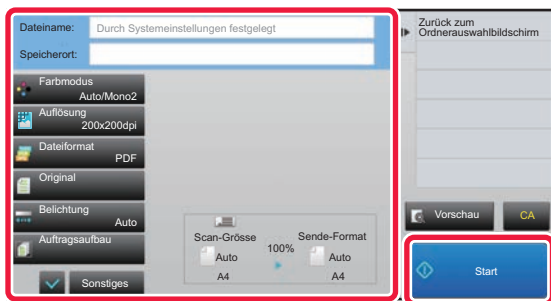 Dateiname:
Durch Systemeinstellungen festgelegt
Speicherort:
Farbmodus
Auto/Mono2
Auflösung
200x200dpi
Dateiformat
PDF
Original
Belichtung
Auto
Auftragsaufbau
Sonstiges
Scan-Grösse
Auto
A4
100%
Sende-Format
Auto
A4
Zurück zum
Ordnerauswahlbildschirm
Vorschau
CA
Start